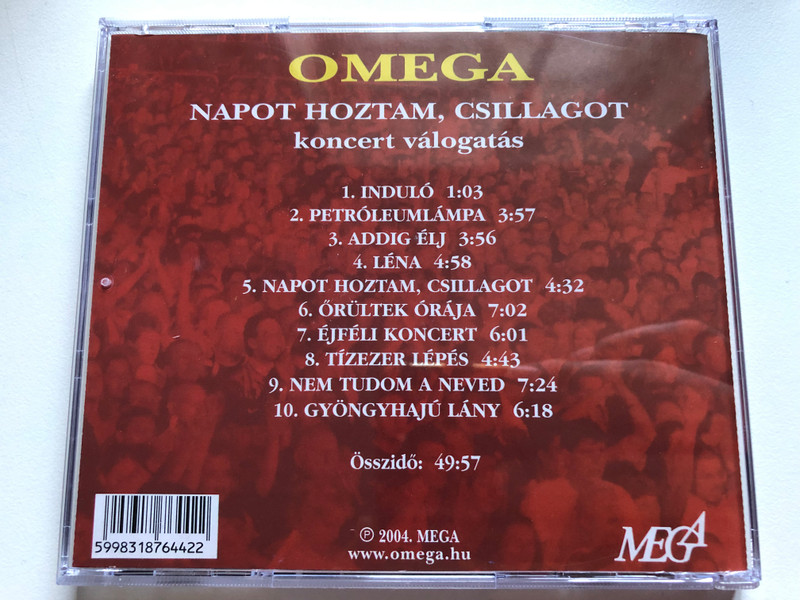 OMEGA
NAPOT HOZTAM, CSILLAGOT
koncert válogatás
1. INDULÓ 1:03
2. PETRÓLEUMLÁMPA 3:57
3. ADDIG ÉLJ 3:56
4. LÉNA 4:58
5. NAPOT HOZTAM, CSILLAGOT 4:32
6. ŐRÜLTEK ÓRÁJA 7:02
7. ÉJFÉLI KONCERT 6:01
8. TÍZEZER LÉPÉS 4:43
9. NEM TUDOM A NEVED 7:24
10. GYÖNGYHAJÚ LÁNY 6:18
Összidő: 49:57
5998318764422
℗ 2004. MEGA
www.omega.hu
MEGA